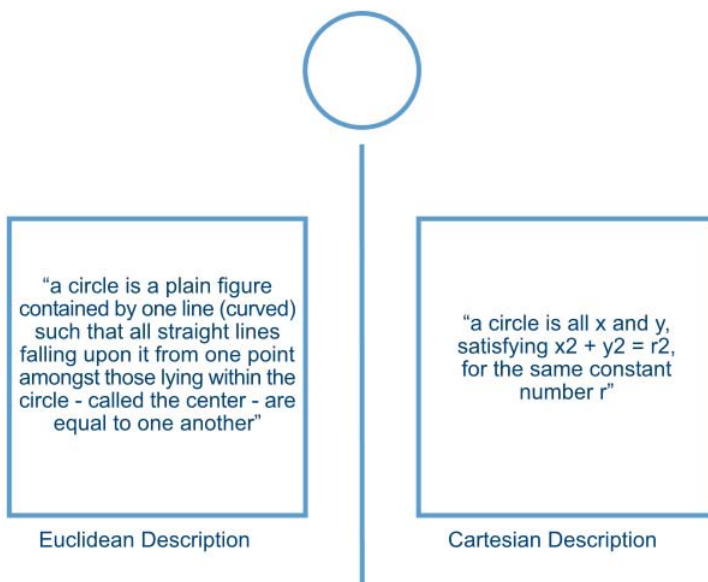 “a circle is a plain figure
contained by one line (curved)
such that all straight lines
falling upon it from one point
amongst those lying within the
circle - called the center - are
equal to one another”
Euclidean Description
“a circle is all x and y,
satisfying x2 + y2 = r2,
for the same constant
number r”
Cartesian Description